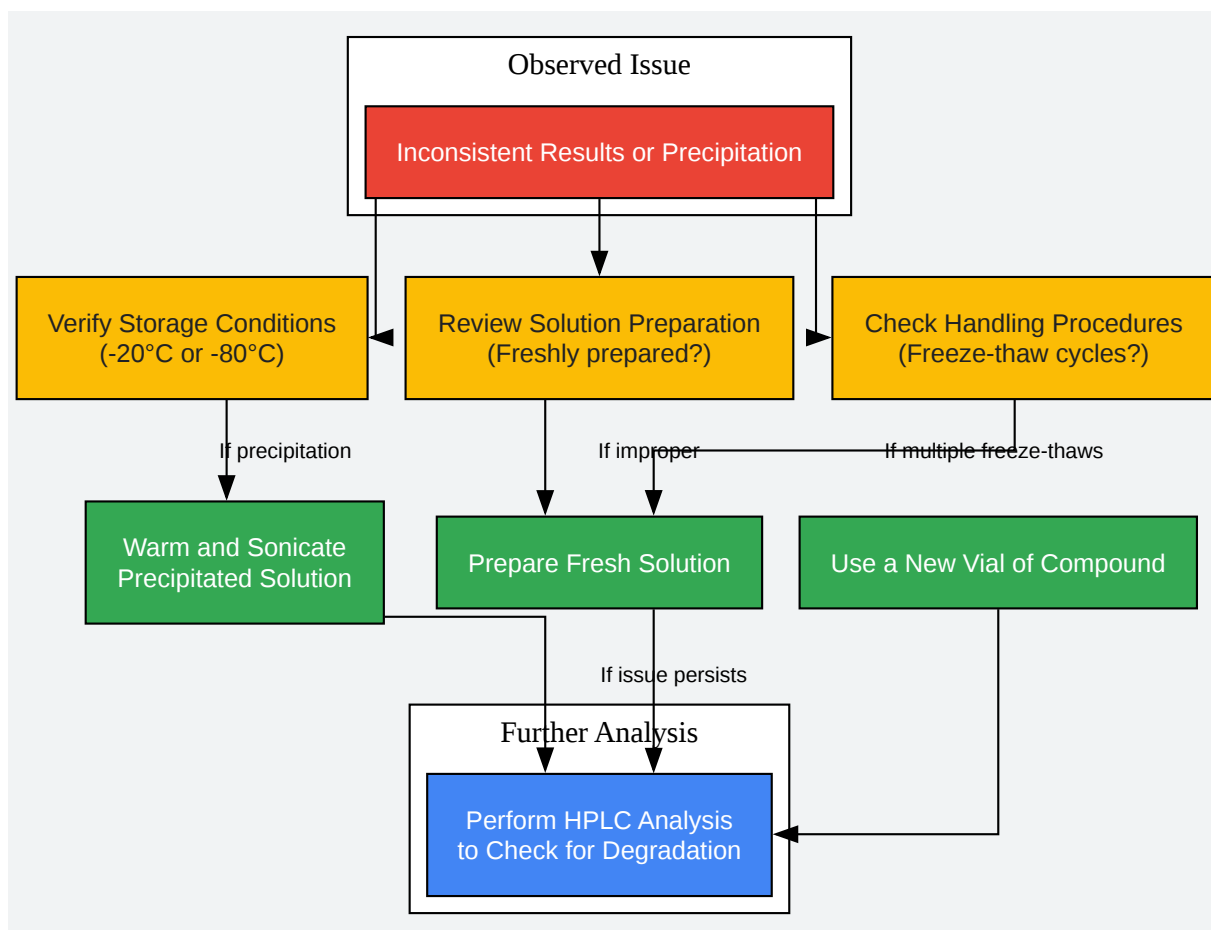 Observed Issue
Inconsistent Results or Precipitation
Verify Storage Conditions
(-20°C or -80°C)
Review Solution Preparation
(Freshly prepared?)
Check Handling Procedures
(Freeze-thaw cycles?)
If precipitation
If improper
If multiple freeze-thaws
Warm and Sonicate
Precipitated Solution
Prepare Fresh Solution
Use a New Vial of Compound
If issue persists
Further Analysis
Perform HPLC Analysis
to Check for Degradation